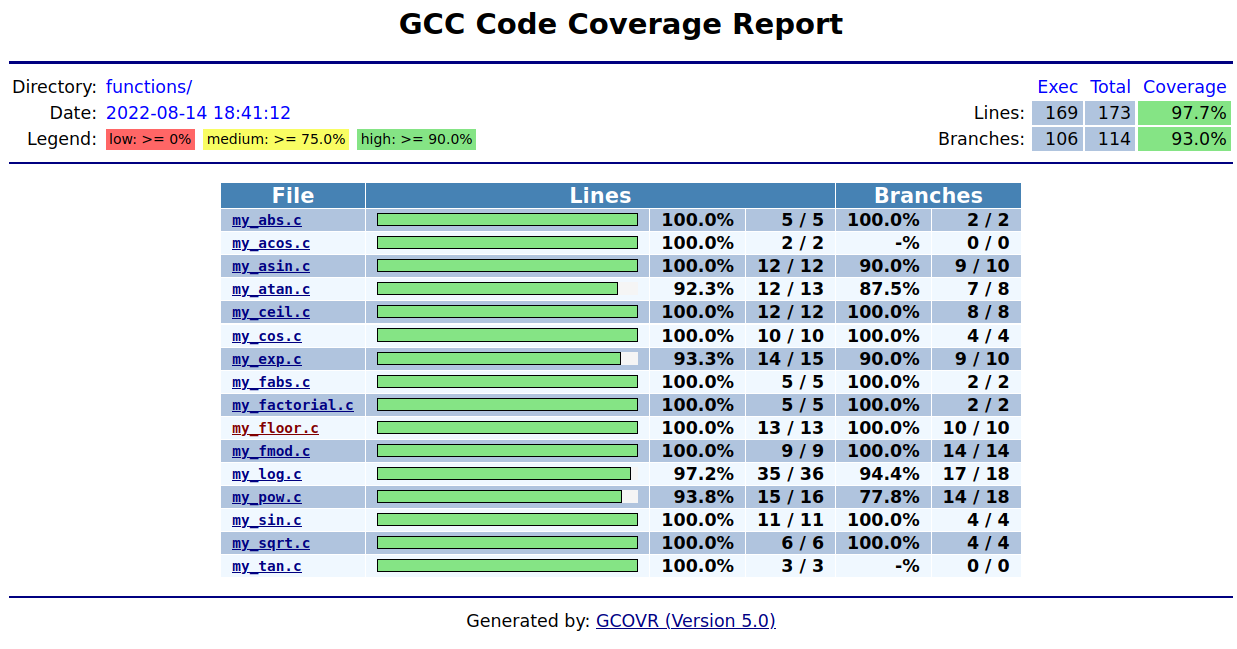 GCC Code Coverage Report
Directory: functions/ Exec Total Coverage
Date: 2022-08-14 18:41:12 Lines: 169 173 97.7%
Legend: low: >= 0% medium: >= 75.0% high: >= 90.0% Branches: 106 114 93.0%
File Lines Branches
my_abs.c 100.0% 5 / 5 100.0% 2 / 2
my_acos.c 100.0% 2 / 2 -% 0 / 0
my_asin.c 100.0% 12 / 12 90.0% 9 / 10
my_atan.c 92.3% 12 / 13 87.5% 7 / 8
my_ceil.c 100.0% 12 / 12 100.0% 8 / 8
my_cos.c 100.0% 10 / 10 100.0% 4 / 4
my_exp.c 93.3% 14 / 15 90.0% 9 / 10
my_fabs.c 100.0% 5 / 5 100.0% 2 / 2
my_factorial.c 100.0% 5 / 5 100.0% 2 / 2
my_floor.c 100.0% 13 / 13 100.0% 10 / 10
my_fmod.c 100.0% 9 / 9 100.0% 14 / 14
my_log.c 97.2% 35 / 36 94.4% 17 / 18
my_pow.c 93.8% 15 / 16 77.8% 14 / 18
my_sin.c 100.0% 11 / 11 100.0% 4 / 4
my_sqrt.c 100.0% 6 / 6 100.0% 4 / 4
my_tan.c 100.0% 3 / 3 -% 0 / 0
Generated by: GCOVR (Version 5.0)